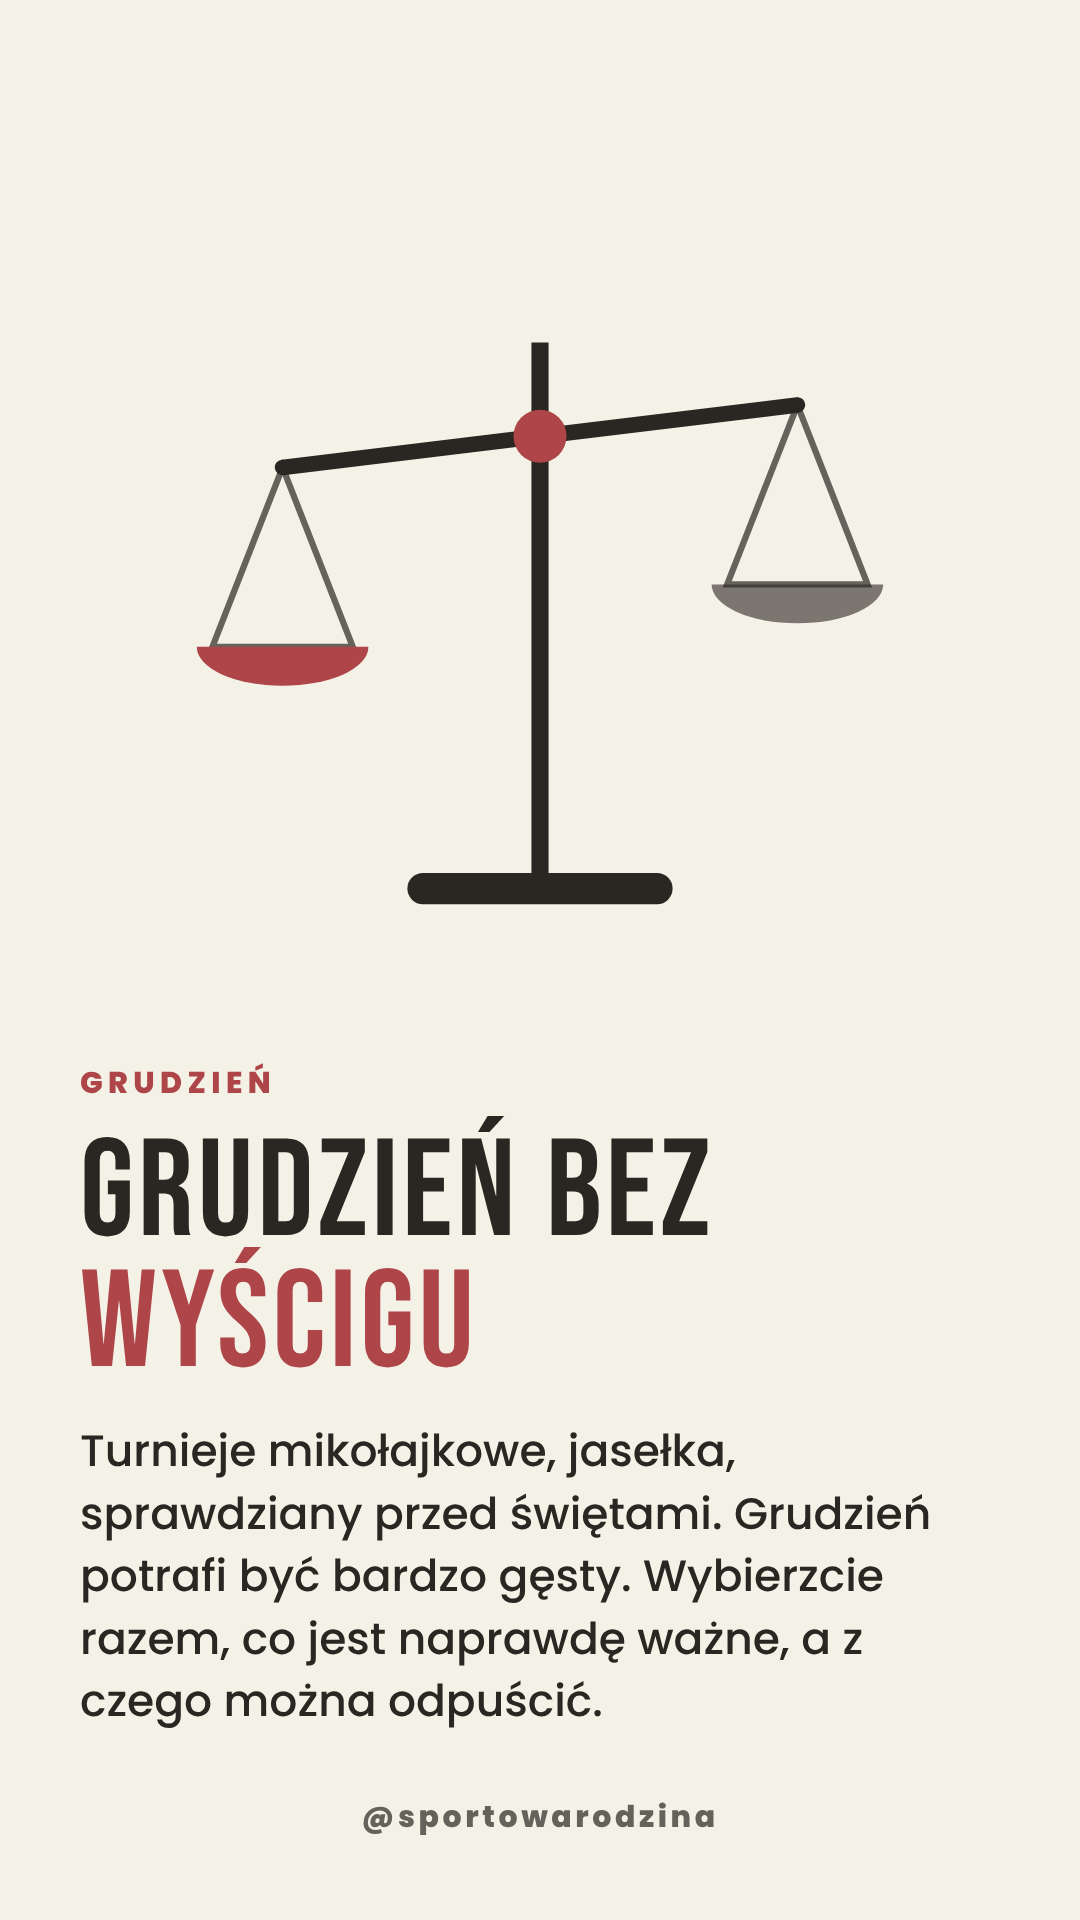 GRUDZIEŃ
GRUDZIEŃ BEZ
WYŚCIGU
Turnieje mikołajkowe, jasełka,
sprawdziany przed świętami. Grudzień
potrafi być bardzo gęsty. Wybierzcie
razem, co jest naprawdę ważne, a z
czego można odpuścić.
@sportowarodzina